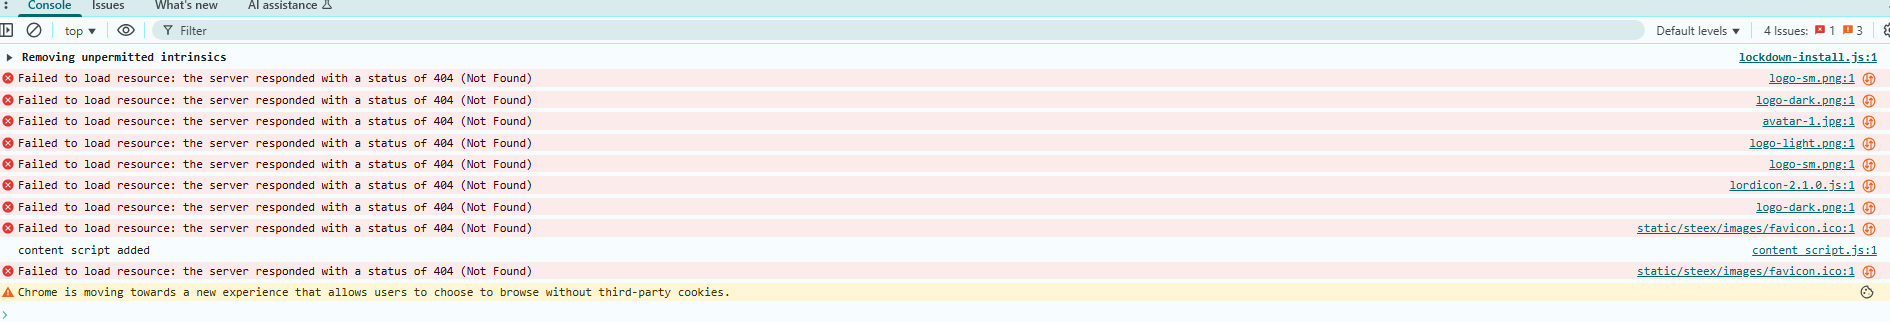 Console Issues What's new AI assistance
top ▼ Filter Default levels ▼ 4 Issues: 1 3
▶ Removing unpermitted intrinsics lockdown-install.js:1
Failed to load resource: the server responded with a status of 404 (Not Found) logo-sm.png:1
Failed to load resource: the server responded with a status of 404 (Not Found) logo-dark.png:1
Failed to load resource: the server responded with a status of 404 (Not Found) avatar-1.jpg:1
Failed to load resource: the server responded with a status of 404 (Not Found) logo-light.png:1
Failed to load resource: the server responded with a status of 404 (Not Found) logo-sm.png:1
Failed to load resource: the server responded with a status of 404 (Not Found) lordicon-2.1.0.js:1
Failed to load resource: the server responded with a status of 404 (Not Found) logo-dark.png:1
Failed to load resource: the server responded with a status of 404 (Not Found) static/steex/images/favicon.ico:1
content script added content_script.js:1
Failed to load resource: the server responded with a status of 404 (Not Found) static/steex/images/favicon.ico:1
Chrome is moving towards a new experience that allows users to choose to browse without third-party cookies.
>